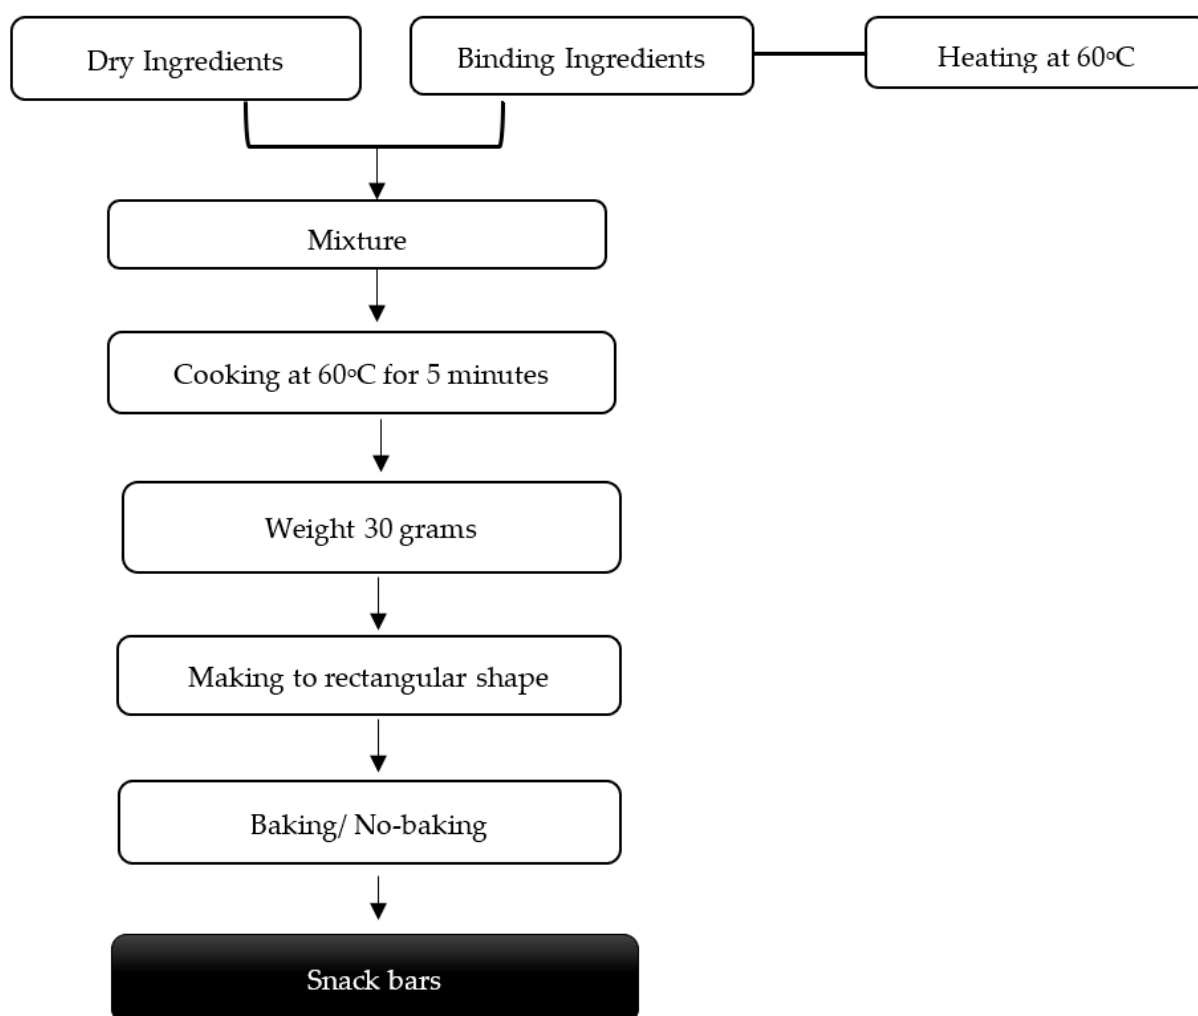 Dry Ingredients
Binding Ingredients
Heating at 60°C
Mixture
Cooking at 60°C for 5 minutes
Weight 30 grams
Making to rectangular shape
Baking/ No-baking
Snack bars